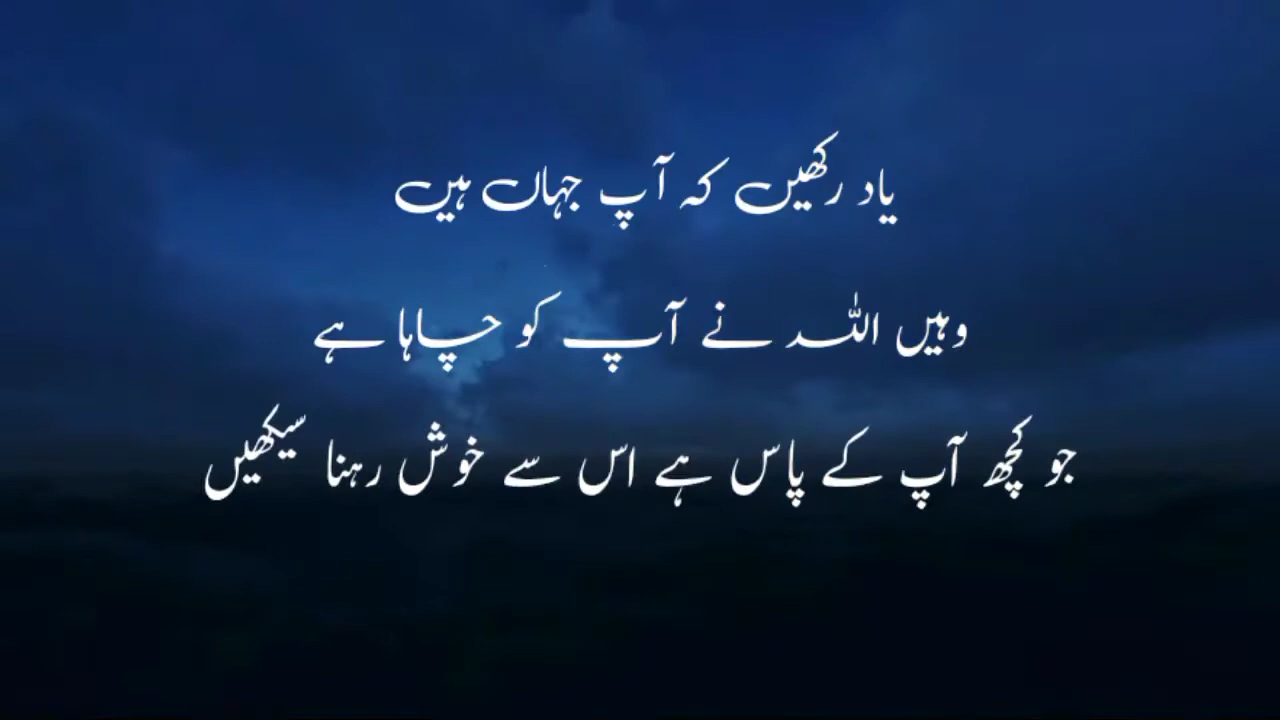 یاد رکھیں کہ آپ جہاں ہیں
وہیں اللہ نے آپ کو چاہا ہے
جو کچھ آپ کے پاس ہے اس سے خوش رہنا سیکھیں